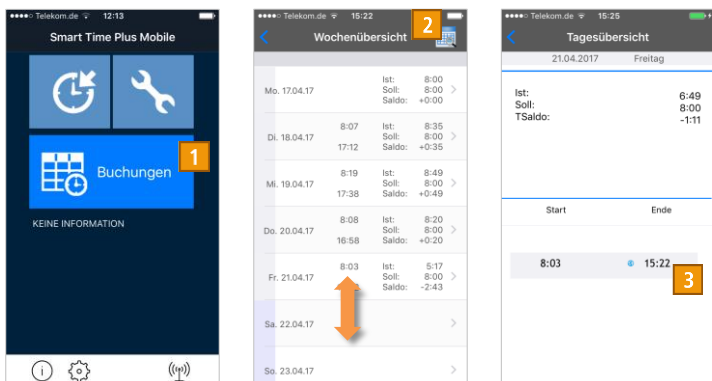 Telekom.de 12:13
Smart Time Plus Mobile
1
Buchungen
KEINE INFORMATION
Telekom.de 15:22
2
Wochenübersicht
Mo. 17.04.17 Ist: 8:00
Soll: 8:00
Saldo: +0:00
Di. 18.04.17 8:07 Ist: 8:35
Soll: 8:00
17:12 Saldo: +0:35
Mi. 19.04.17 8:19 Ist: 8:49
Soll: 8:00
17:38 Saldo: +0:49
Do. 20.04.17 8:08 Ist: 8:20
Soll: 8:00
16:58 Saldo: +0:20
Fr. 21.04.17 8:03 Ist: 5:17
Soll: 8:00
Saldo: -2:43
Sa. 22.04.17
So. 23.04.17
Telekom.de 15:25
Tagesübersicht
21.04.2017 Freitag
Ist: 6:49
Soll: 8:00
TSaldo: -1:11
Start Ende
8:03 15:22
3